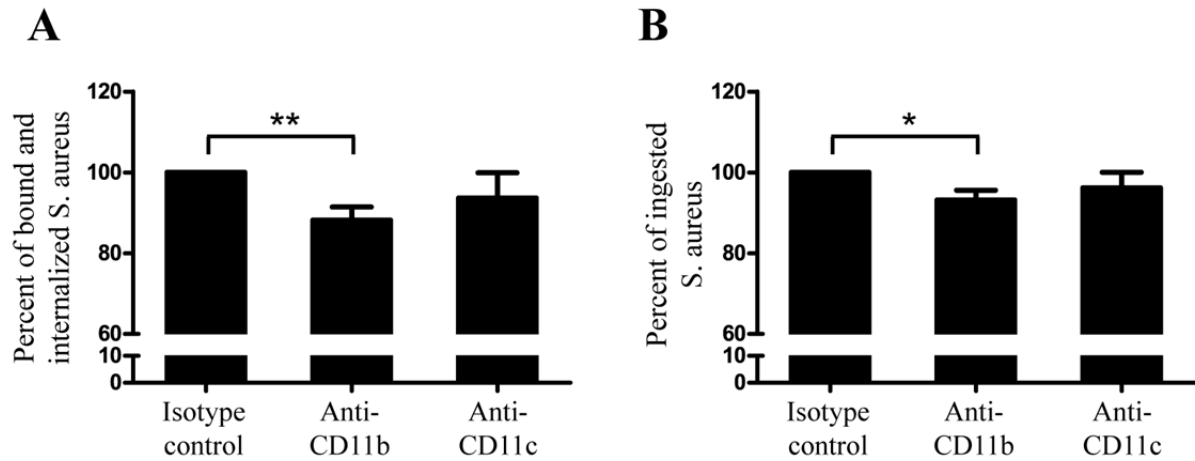 A
Percent of bound and
internalized S. aureus
120
100
80
60
10
0
**
Isotype
control
Anti-
CD11b
Anti-
CD11c
B
Percent of ingested
S. aureus
120
100
80
60
10
0
*
Isotype
control
Anti-
CD11b
Anti-
CD11c